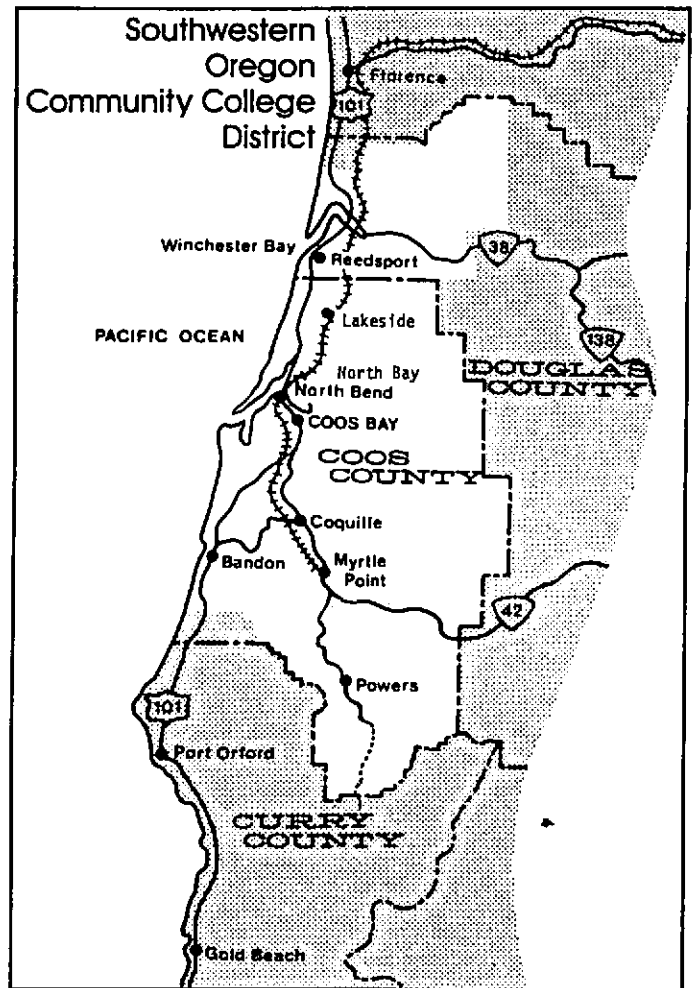 Southwestern
Oregon
Community College
District
Florence
101
Winchester Bay
Reedsport
38
Lakeside
PACIFIC OCEAN
138
North Bay
DOUGLAS
COUNTY
North Bend
COOS BAY
COOS
COUNTY
Coquille
Bandon
Myrtle
Point
42
Powers
101
Port Orford
CURRY
COUNTY
Gold Beach